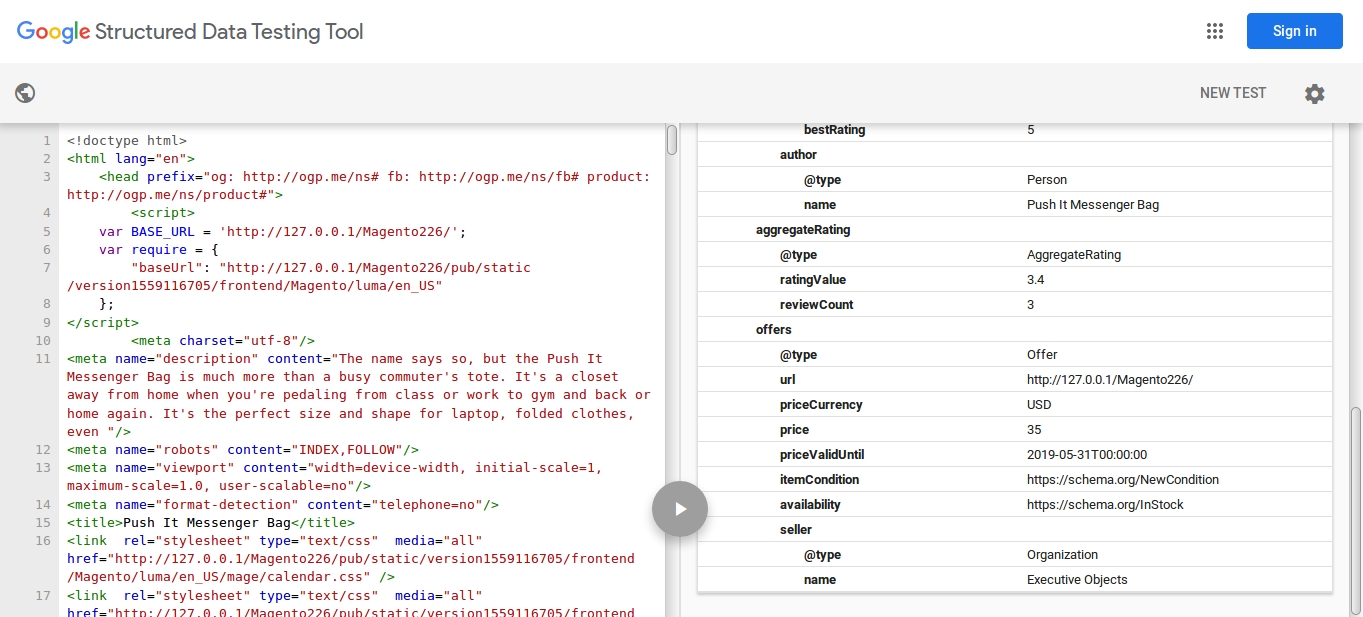 Google Structured Data Testing Tool
Sign in
NEW TEST
1 <!doctype html>
2 <html lang="en">
3 <head prefix="og: http://ogp.me/ns# fb: http://ogp.me/ns/fb# product:
http://ogp.me/ns/product#">
4 <script>
5 var BASE_URL = 'http://127.0.0.1/Magento226/';
6 var require = {
7 "baseUrl": "http://127.0.0.1/Magento226/pub/static
/version1559116705/frontend/Magento/luma/en_US"
8 };
9 </script>
10 <meta charset="utf-8"/>
11 <meta name="description" content="The name says so, but the Push It
Messenger Bag is much more than a busy commuter's tote. It's a closet
away from home when you're pedaling from class or work to gym and back or
home again. It's the perfect size and shape for laptop, folded clothes,
even "/>
12 <meta name="robots" content="INDEX,FOLLOW"/>
13 <meta name="viewport" content="width=device-width, initial-scale=1,
maximum-scale=1.0, user-scalable=no"/>
14 <meta name="format-detection" content="telephone=no"/>
15 <title>Push It Messenger Bag</title>
16 <link  rel="stylesheet" type="text/css"  media="all"
href="http://127.0.0.1/Magento226/pub/static/version1559116705/frontend
/Magento/luma/en_US/mage/calendar.css" />
17 <link  rel="stylesheet" type="text/css"  media="all"
href="http://127.0.0.1/Magento226/pub/static/version1559116705/frontend
bestRating 5
author
@type Person
name Push It Messenger Bag
aggregateRating
@type AggregateRating
ratingValue 3.4
reviewCount 3
offers
@type Offer
url http://127.0.0.1/Magento226/
priceCurrency USD
price 35
priceValidUntil 2019-05-31T00:00:00
itemCondition https://schema.org/NewCondition
availability https://schema.org/InStock
seller
@type Organization
name Executive Objects